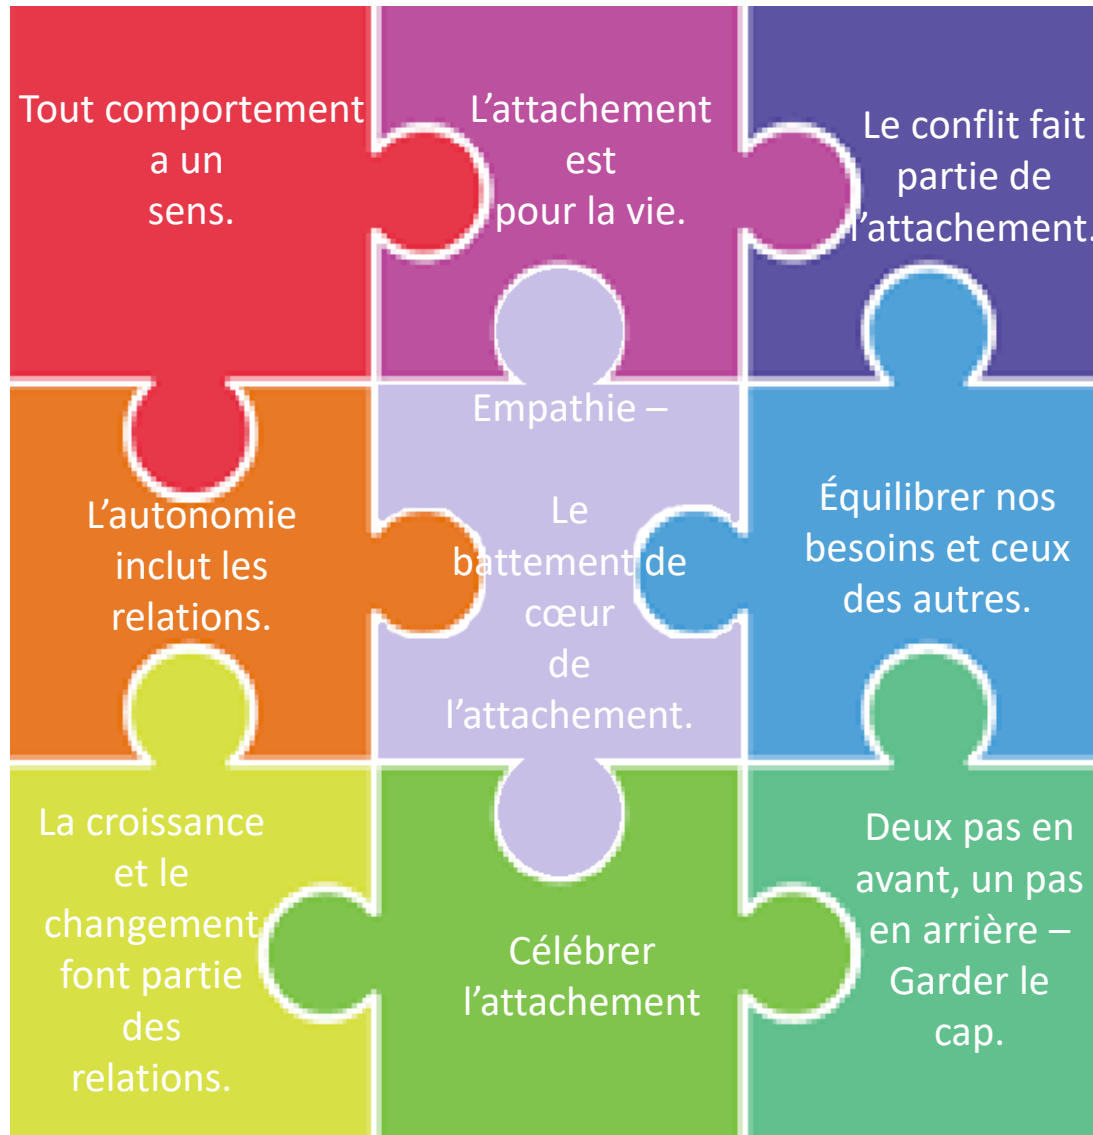 Tout comportement
a un
sens.
L’attachement
est
pour la vie.
Le conflit fait
partie de
l’attachement.
L’autonomie
inclut les
relations.
Empathie –
Le
battement de
cœur
de
l’attachement.
Équilibrer nos
besoins et ceux
des autres.
La croissance
et le
changement
font partie
des
relations.
Célébrer
l’attachement
Deux pas en
avant, un pas
en arrière –
Garder le
cap.